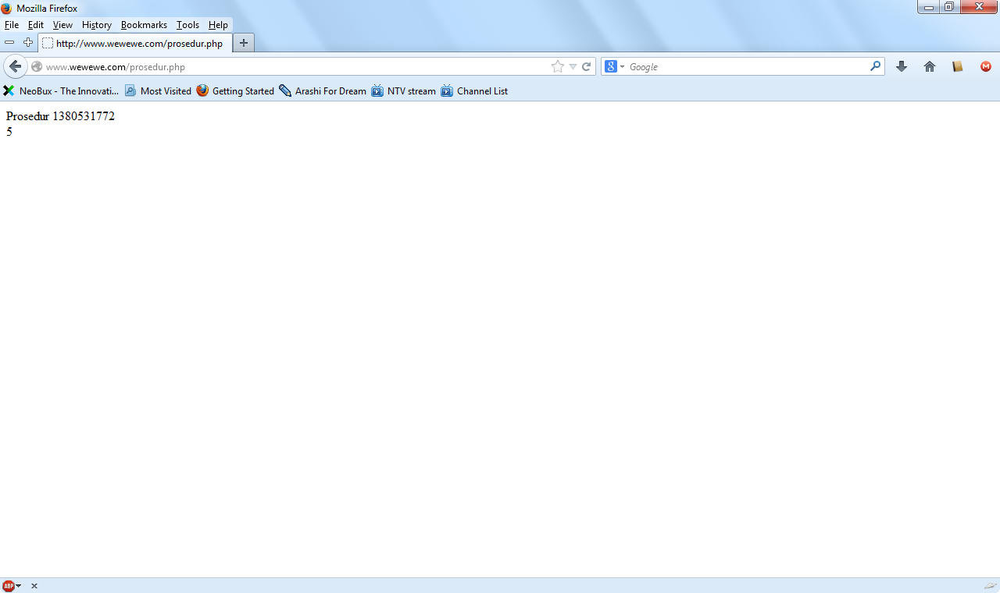 Mozilla Firefox
File Edit View History Bookmarks Tools Help
http://www.wewewe.com/prosedur.php
www.wewewe.com/prosedur.php
Google
NeoBux - The Innovati... Most Visited Getting Started Arashi For Dream NTV stream Channel List
Prosedur 1380531772
5
ABP